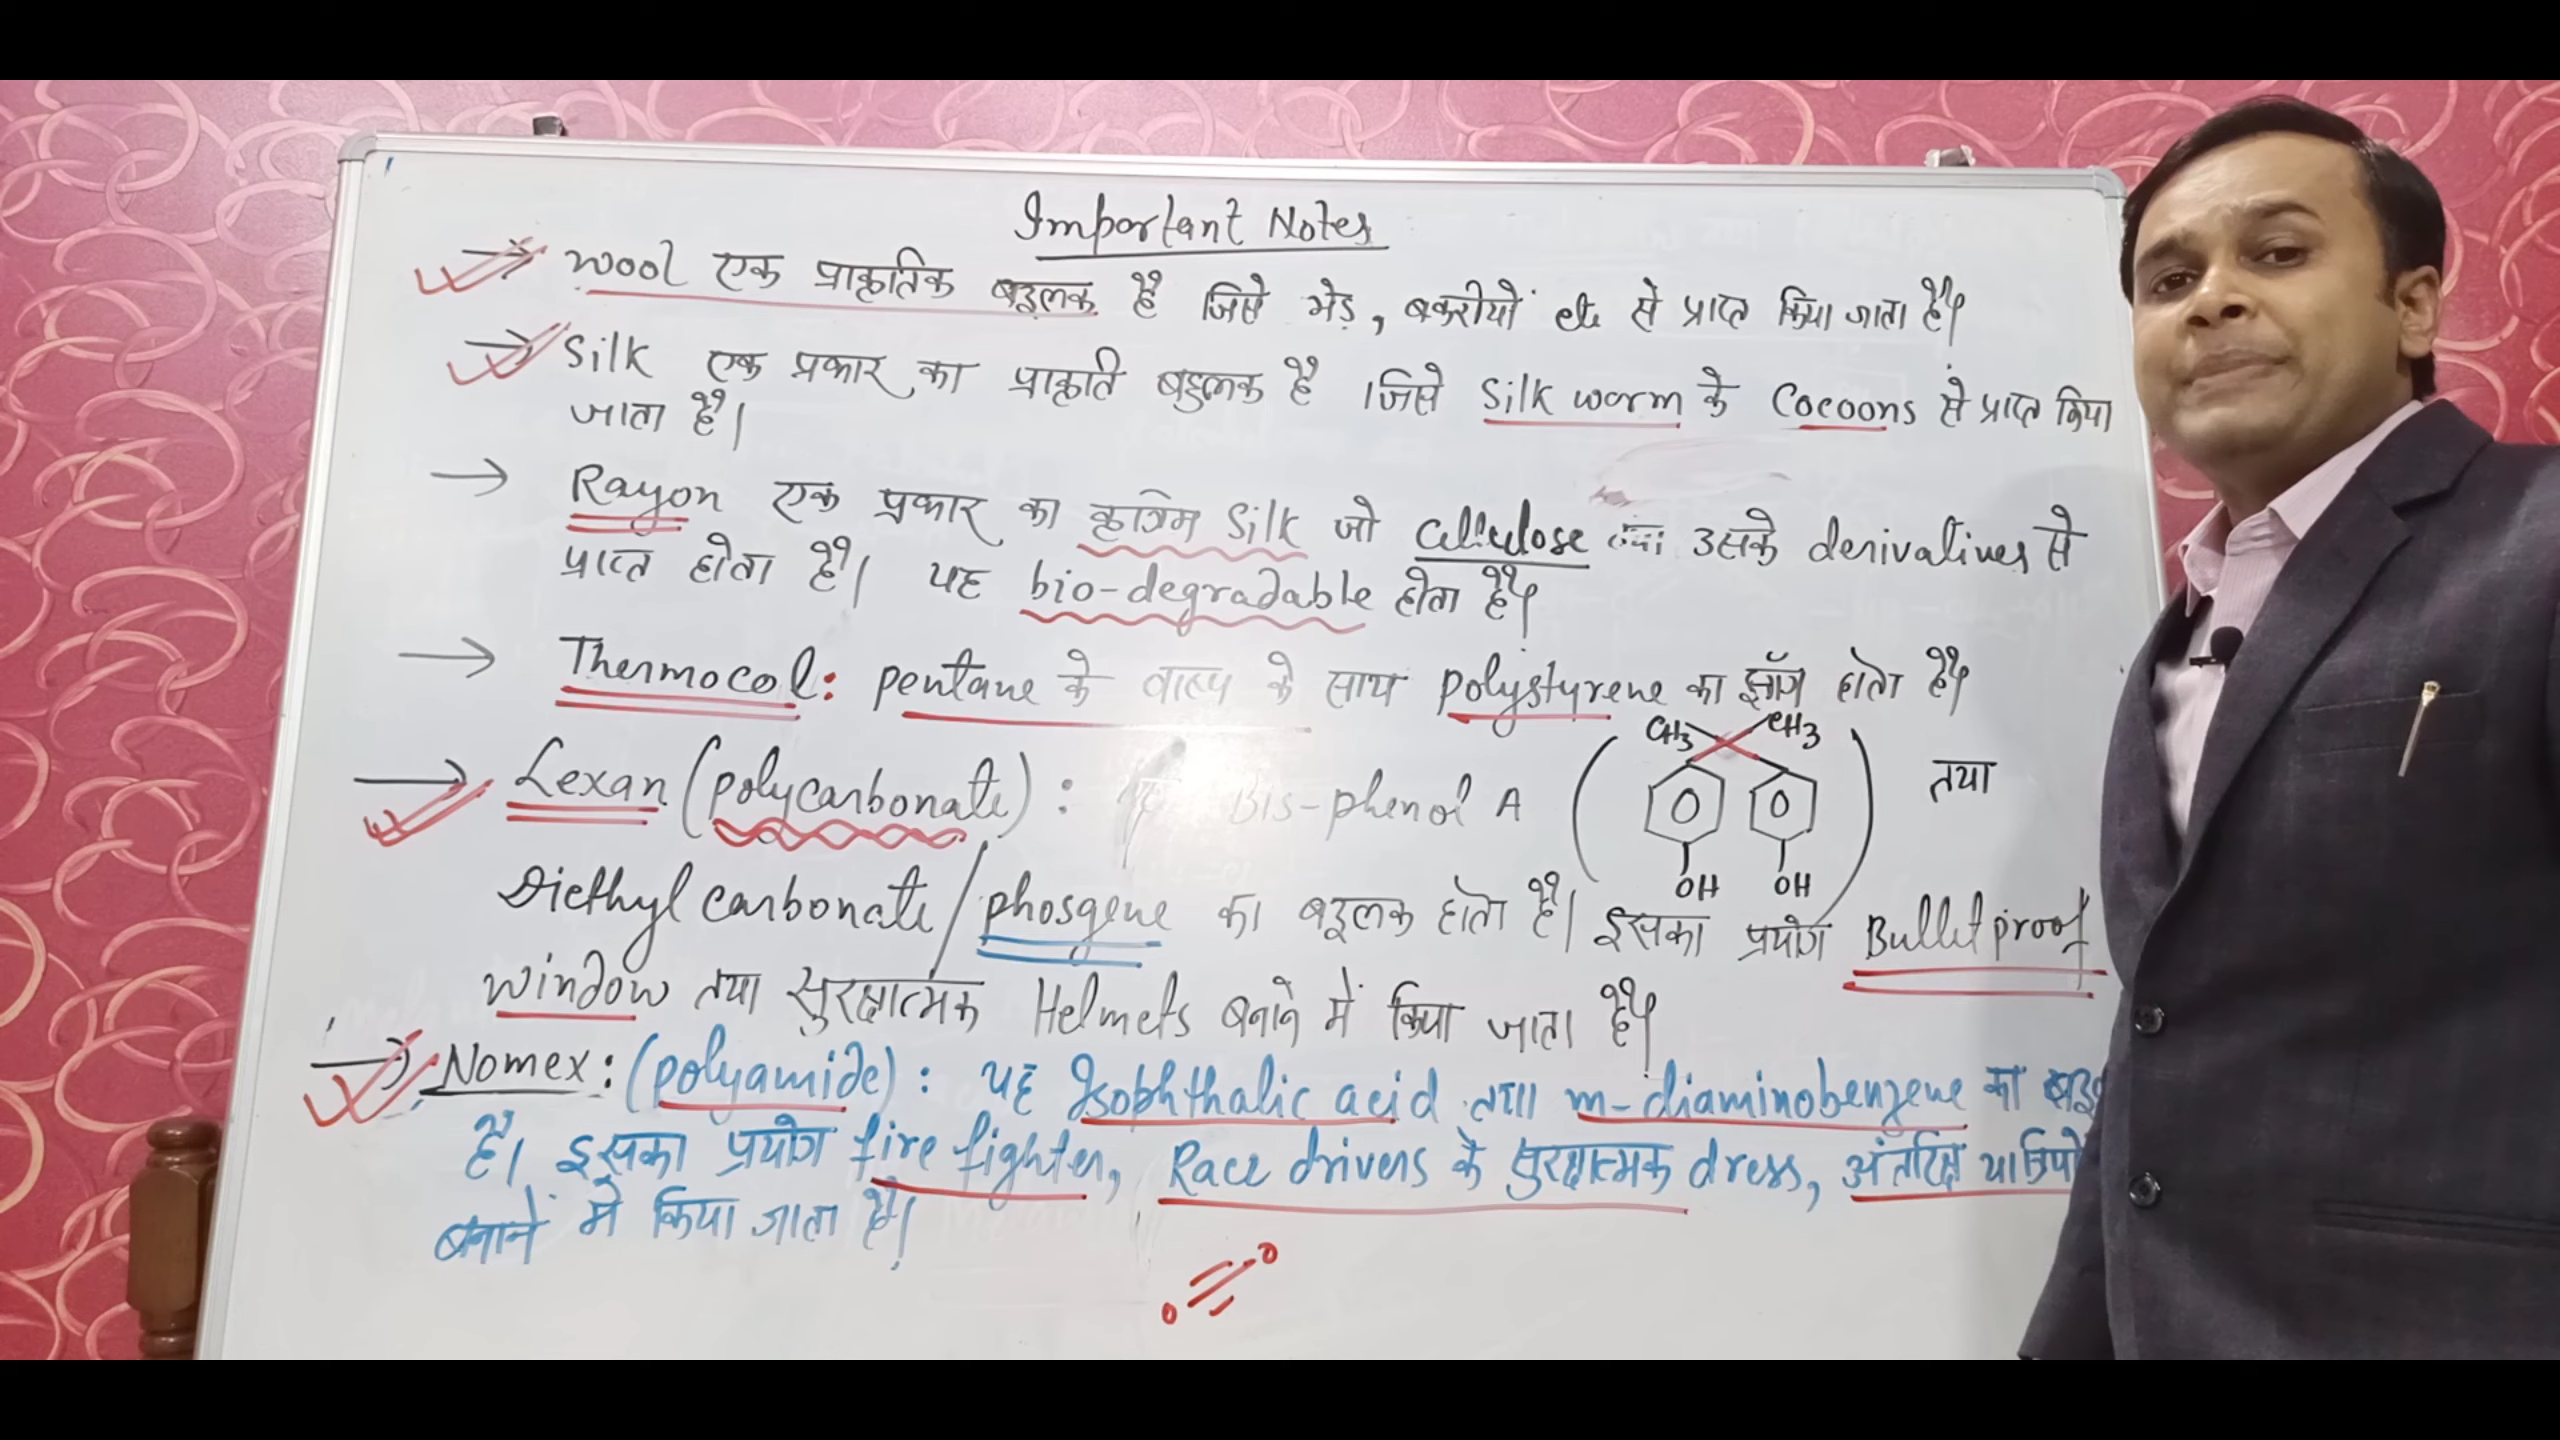 Important Notes
→ Wool एक प्राकृतिक बहुलक है जिसे भेड़, बकरीयों etc से प्राप्त किया जाता है।
→ Silk एक प्रकार का प्राकृति बहुलक है जिसे Silk worm के Cocoons से प्राप्त किया
जाता है।
→ Rayon एक प्रकार का कृत्रिम Silk जो Cellulose उसके derivatives से
प्राप्त होता है। यह bio-degradable होता है।
→ Thermocol: pentane के वाष्प के साथ polystyrene का झॉग होता है।
CH3 CH3
→ Lexan (polycarbonate): Bis-phenol A ( ) तथा
OH OH
Diethyl carbonate/phosgene का बहुलक होता है। इसका प्रयोग Bullet proof
window तथा सुरक्षात्मक Helmets बनाने में किया जाता है।
→ Nomex: (polyamide): यह Isophthalic acid तथा m-diaminobenzene का
है। इसका प्रयोग fire fighter, Race drivers के सुरक्षात्मक dress, अंतरिक्ष यात्रियों
बनाने में किया जाता है।